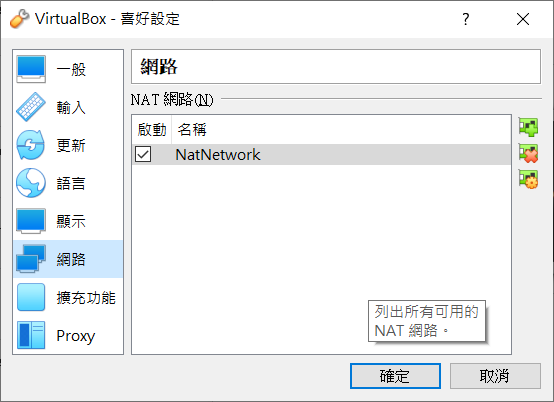 VirtualBox - 喜好設定
一般
輸入
更新
語言
顯示
網路
擴充功能
Proxy
網路
NAT 網路(N)
啟動 名稱
NatNetwork
列出所有可用的
NAT 網路。
確定 取消